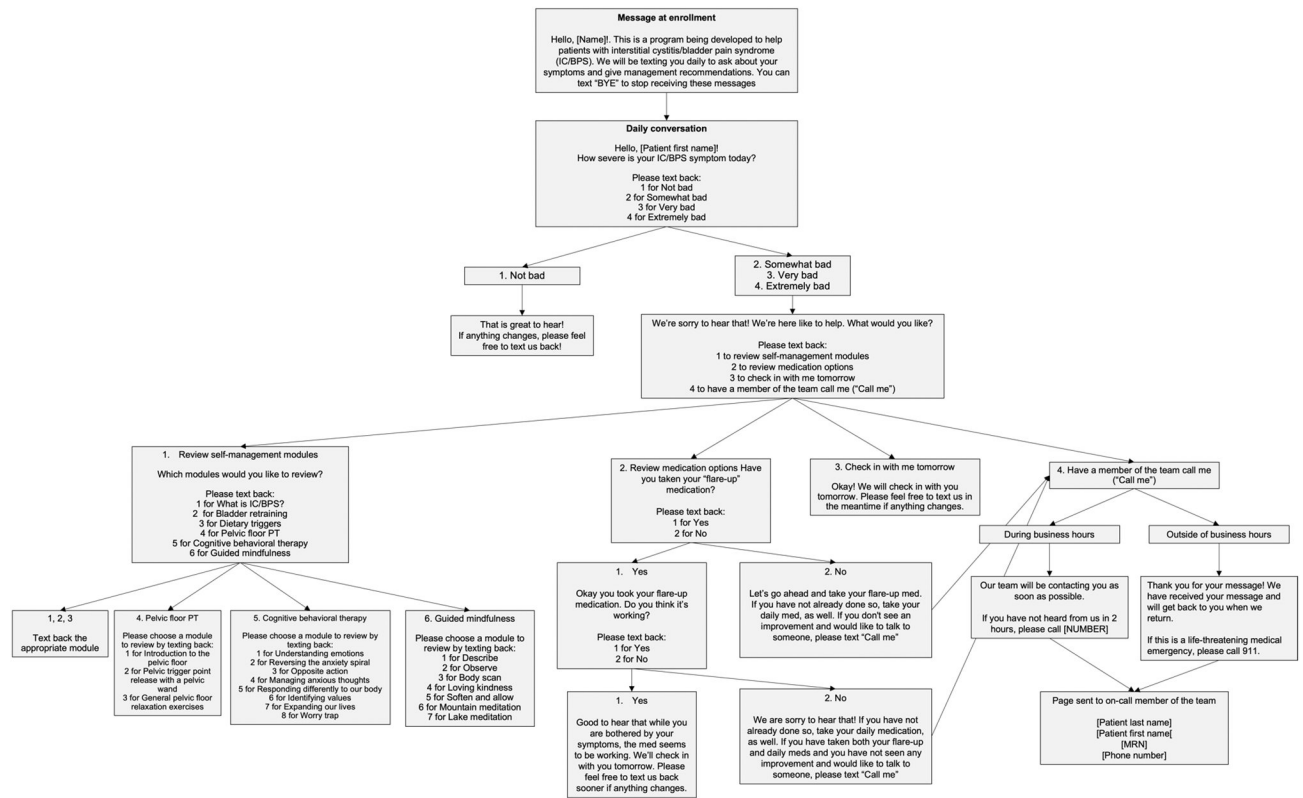 Message at enrollment
Hello, [Name]!. This is a program being developed to help
patients with interstitial cystitis/bladder pain syndrome
(IC/BPS). We will be texting you daily to ask about your
symptoms and give management recommendations. You can
text “BYE” to stop receiving these messages
Daily conversation
Hello, [Patient first name]!
How severe is your IC/BPS symptom today?
Please text back:
1 for Not bad
2 for Somewhat bad
3 for Very bad
4 for Extremely bad
1. Not bad
2. Somewhat bad
3. Very bad
4. Extremely bad
That is great to hear!
If anything changes, please feel
free to text us back!
We’re sorry to hear that! We’re here like to help. What would you like?
Please text back:
1 to review self-management modules
2 to review medication options
3 to check in with me tomorrow
4 to have a member of the team call me (“Call me”)
1. Review self-management modules
Which modules would you like to review?
Please text back:
1 for What is IC/BPS?
2 for Bladder retraining
3 for Dietary triggers
4 for Pelvic floor PT
5 for Cognitive behavioral therapy
6 for Guided mindfulness
2. Review medication options Have
you taken your “flare-up”
medication?
Please text back:
1 for Yes
2 for No
3. Check in with me tomorrow
Okay! We will check in with you
tomorrow. Please feel free to text us in
the meantime if anything changes.
4. Have a member of the team call me
(“Call me”)
During business hours
Outside of business hours
1. Yes
Okay you took your flare-up
medication. Do you think it’s
working?
Please text back:
1 for Yes
2 for No
2. No
Let’s go ahead and take your flare-up med.
If you have not already done so, take your
daily med, as well. If you don't see an
improvement and would like to talk to
someone, please text “Call me”
Our team will be contacting you as
soon as possible.
If you have not heard from us in 2
hours, please call [NUMBER]
Thank you for your message! We
have received your message and
will get back to you when we
return.
If this is a life-threatening medical
emergency, please call 911.
1, 2, 3
Text back the
appropriate module
4. Pelvic floor PT
Please choose a module
to review by texting back:
1 for Introduction to the
pelvic floor
2 for Pelvic trigger point
release with a pelvic
wand
3 for General pelvic floor
relaxation exercises
5. Cognitive behavioral therapy
Please choose a module to review by
texting back:
1 for Understanding emotions
2 for Reversing the anxiety spiral
3 for Opposite action
4 for Managing anxious thoughts
5 for Responding differently to our body
6 for Identifying values
7 for Expanding our lives
8 for Worry trap
6. Guided mindfulness
Please choose a module to
review by texting back:
1 for Describe
2 for Observe
3 for Body scan
4 for Loving kindness
5 for Soften and allow
6 for Mountain meditation
7 for Lake meditation
1. Yes
Good to hear that while you
are bothered by your
symptoms, the med seems
to be working. We’ll check in
with you tomorrow. Please
feel free to text us back
sooner if anything changes.
2. No
We are sorry to hear that! If you have not
already done so, take your daily medication,
as well. If you have taken both your flare-up
and daily meds and you have not seen any
improvement and would like to talk to
someone, please text “Call me”
Page sent to on-call member of the team
[Patient last name]
[Patient first name[
[MRN]
[Phone number]